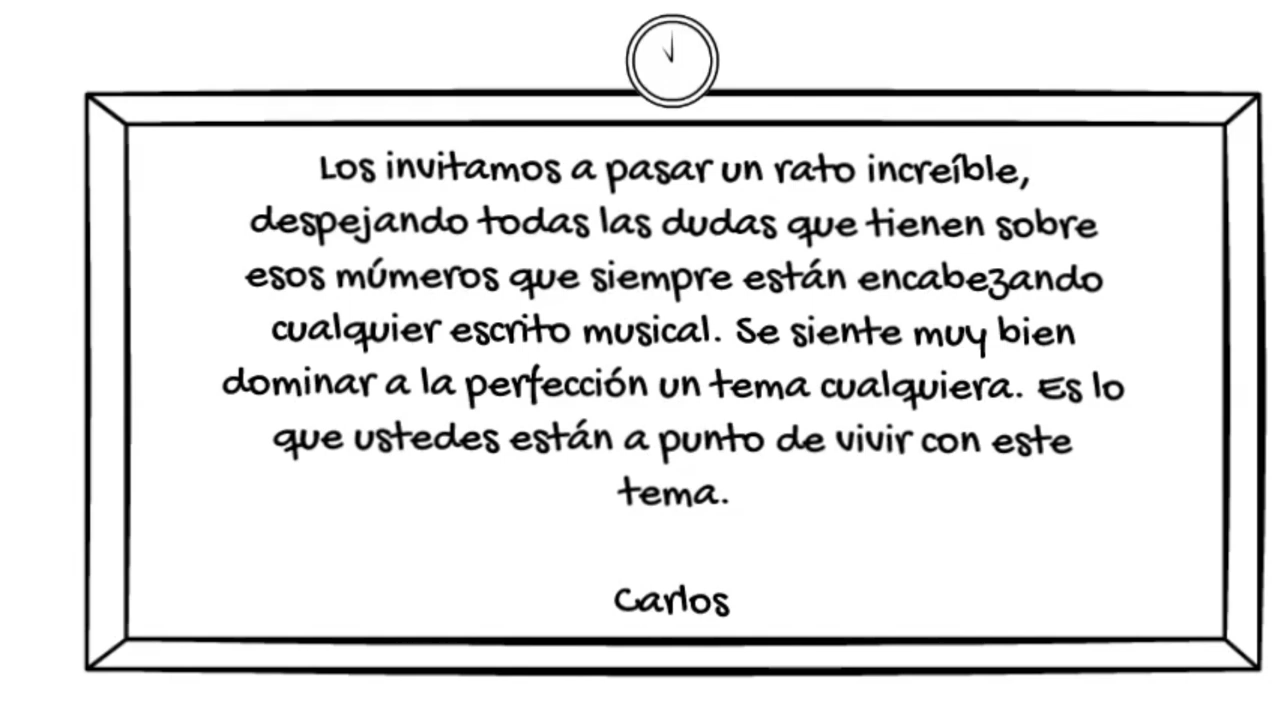 Los invitamos a pasar un rato increíble,
despejando todas las dudas que tienen sobre
esos múmeros que siempre están encabezando
cualquier escrito musical. Se siente muy bien
dominar a la perfección un tema cualquiera. Es lo
que ustedes están a punto de vivir con este
tema.
Carlos